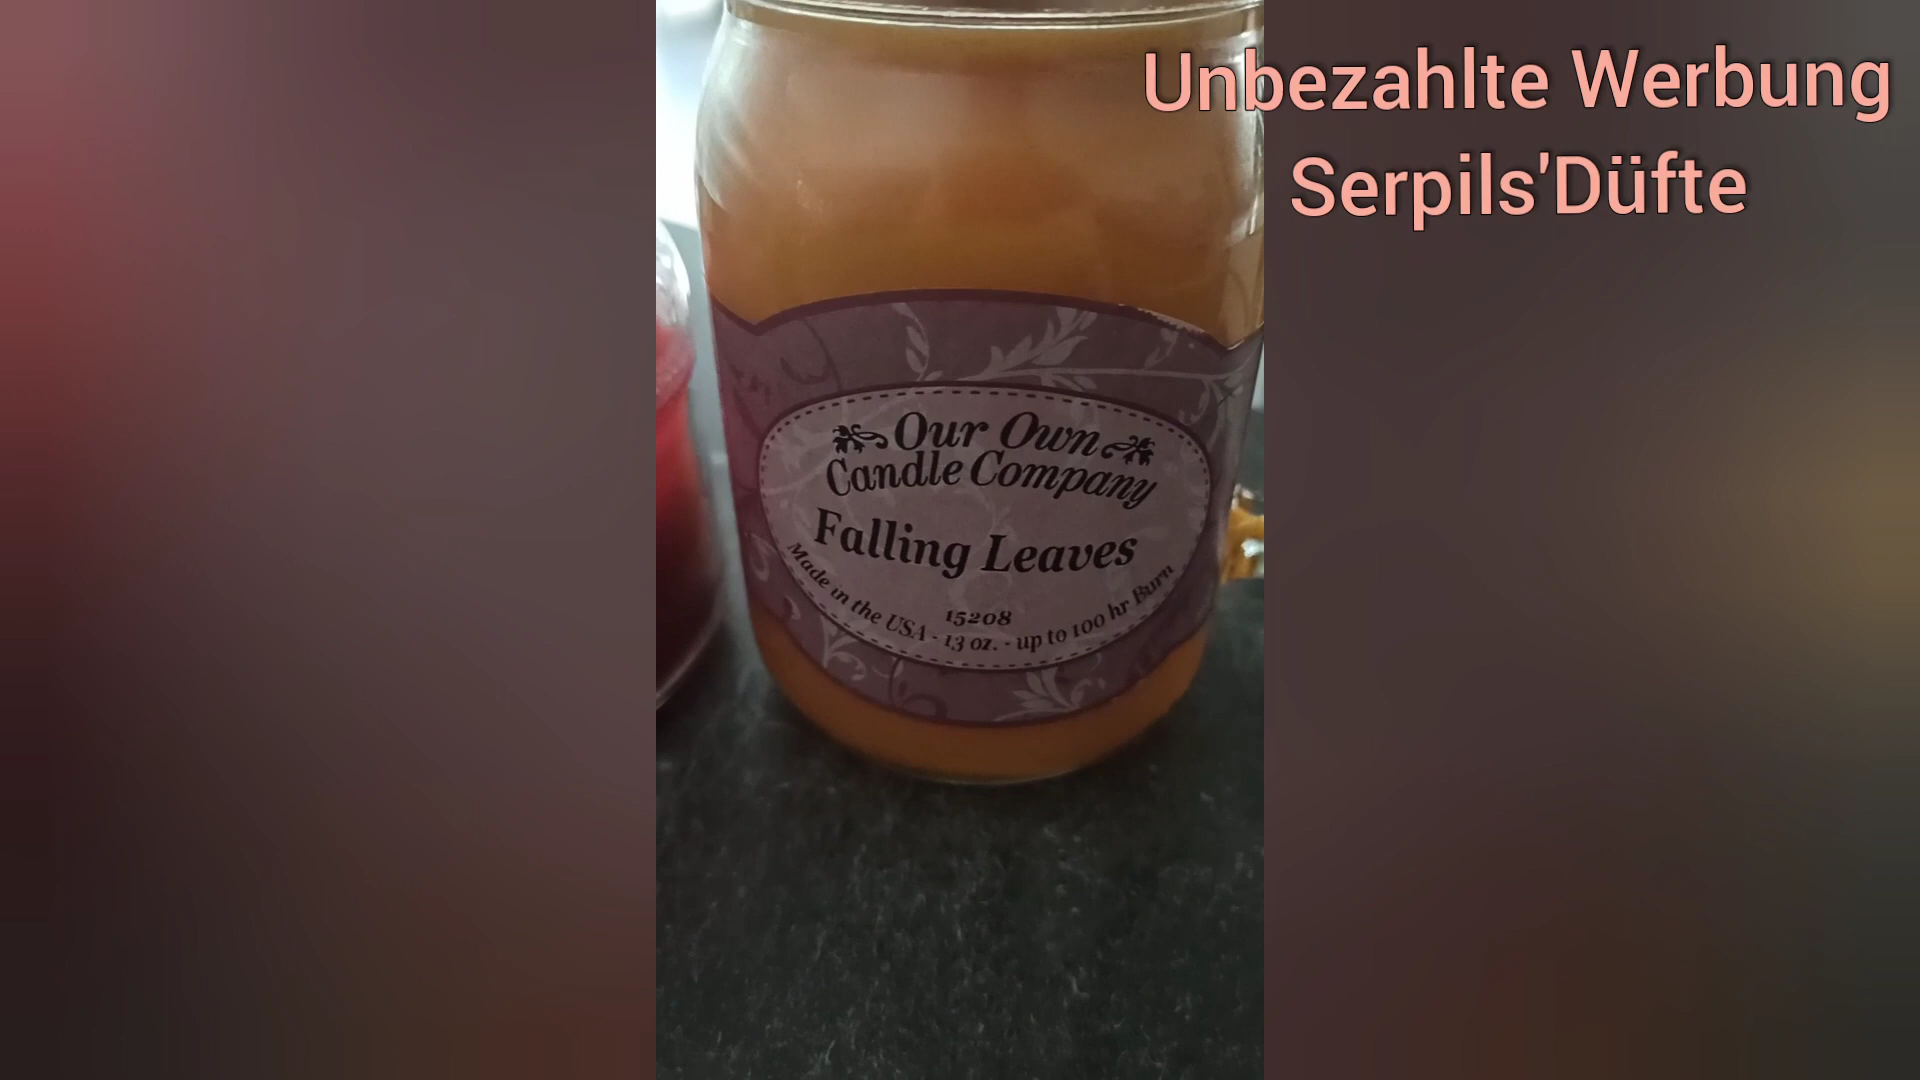 Unbezahlte Werbung
Serpils'Düfte
Our Own
Candle Company
Falling Leaves
15208
Made in the USA - 13 oz. - up to 100 hr Burn